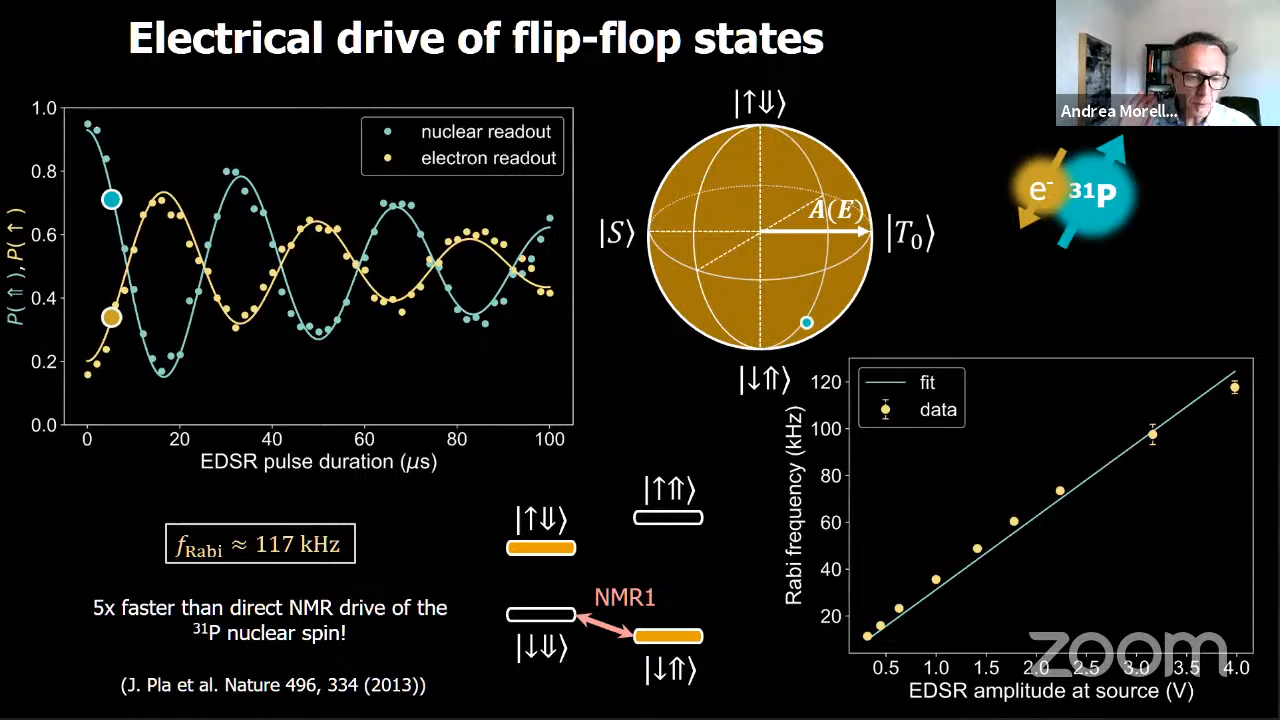 Electrical drive of flip-flop states
Andrea Morell...
e⁻ ³¹P
1.0
0.8
0.6
0.4
0.2
0.0
P(⇑), P(↑)
nuclear readout
electron readout
0 20 40 60 80 100
EDSR pulse duration (μs)
|↑⇓⟩
|S⟩
A(E)
|T₀⟩
|↓⇑⟩
f_Rabi ≈ 117 kHz
5x faster than direct NMR drive of the
³¹P nuclear spin!
(J. Pla et al. Nature 496, 334 (2013))
|↑⇓⟩
|↑⇑⟩
NMR1
|↓⇓⟩
|↓⇑⟩
fit
data
120
100
80
60
40
20
Rabi frequency (kHz)
0.5 1.0 1.5 2.0 2.5 3.0 3.5 4.0
EDSR amplitude at source (V)
zoom